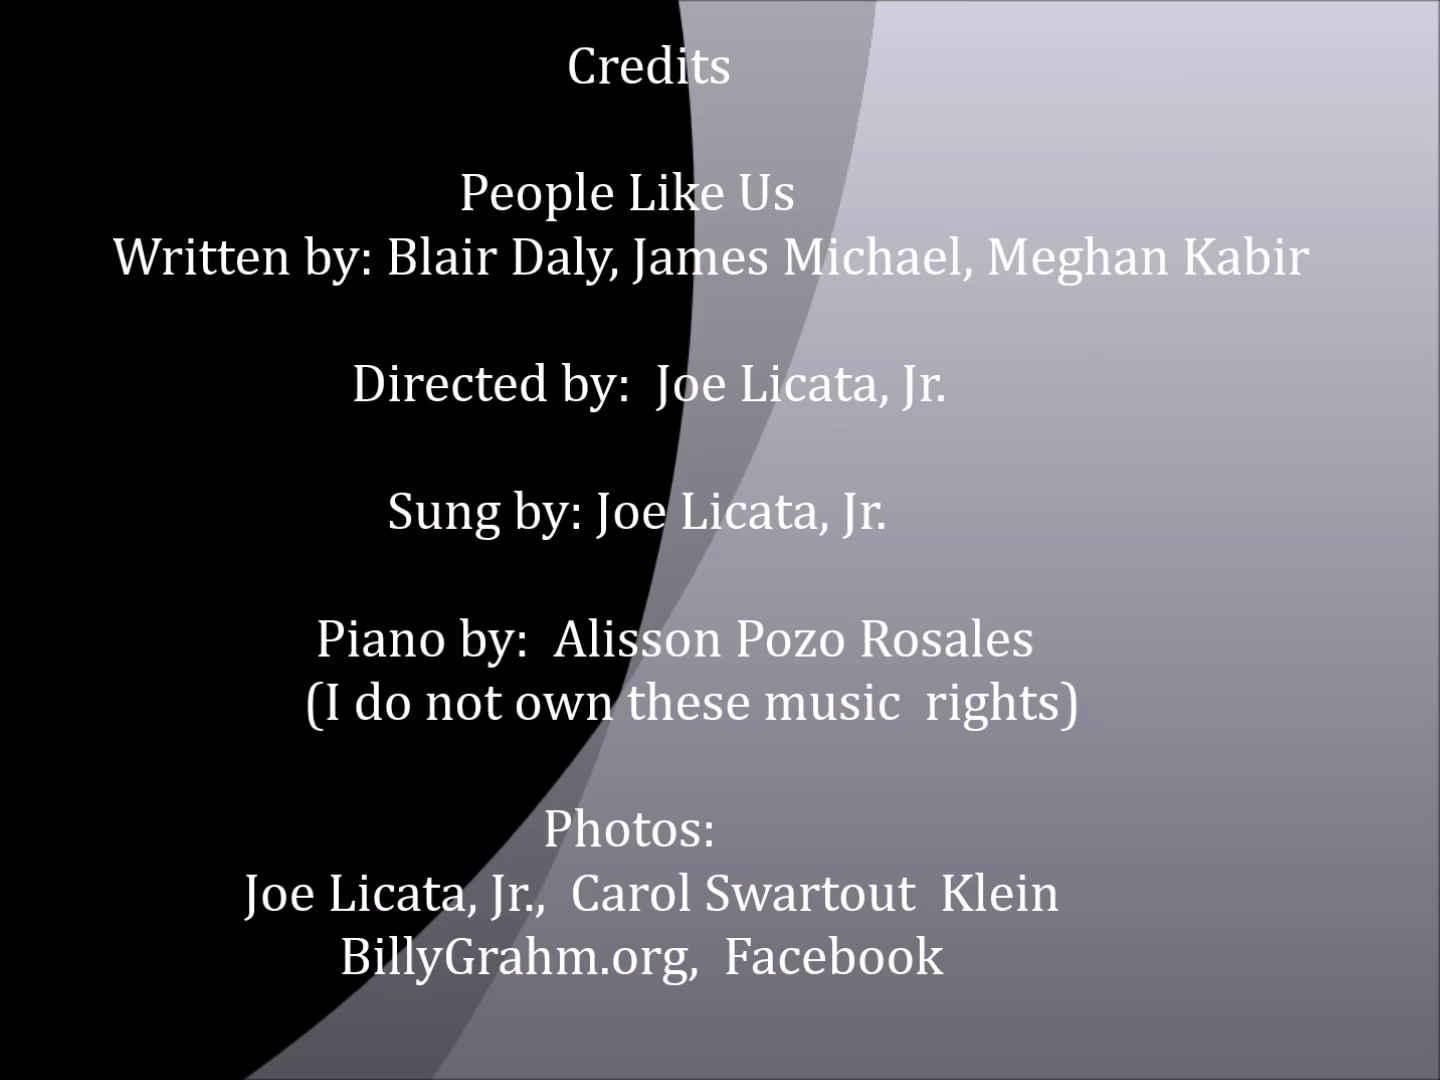 Credits
People Like Us
Written by: Blair Daly, James Michael, Meghan Kabir
Directed by:  Joe Licata, Jr.
Sung by: Joe Licata, Jr.
Piano by:  Alisson Pozo Rosales
(I do not own these music  rights)
Photos:
Joe Licata, Jr.,  Carol Swartout  Klein
BillyGrahm.org,  Facebook